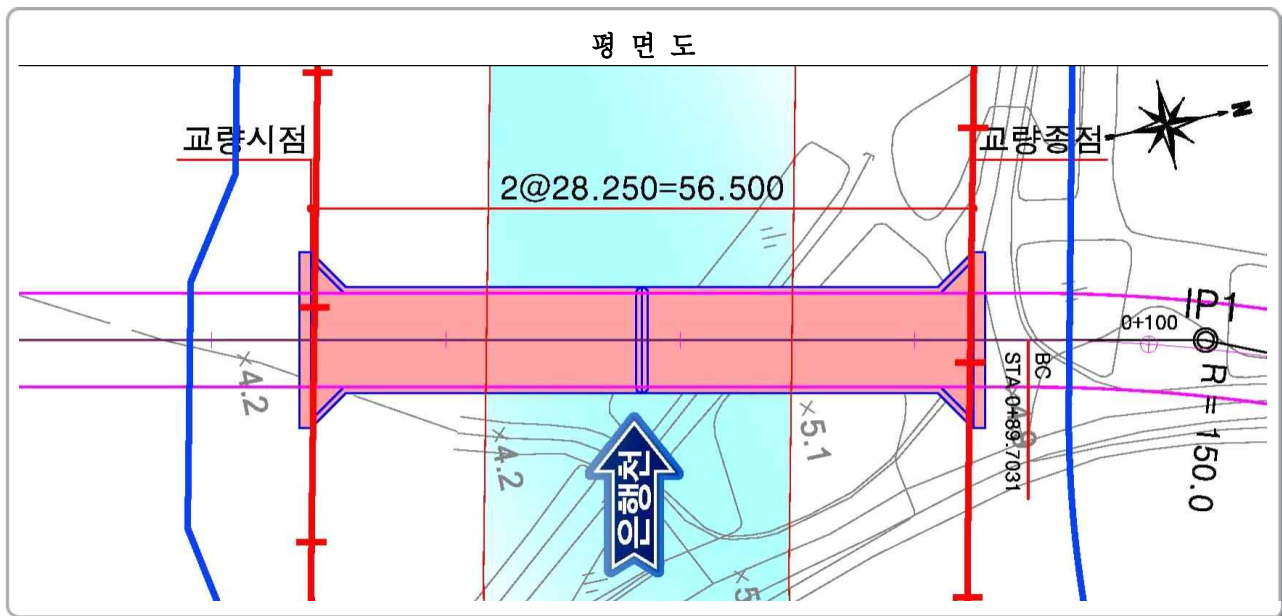 평 면 도
N
교량시점
교량종점
2@28.250=56.500
IP1
0+100
×4.2
BC
STA.0+89.7031
R = 150.0
×5.1
×4.2
은행천